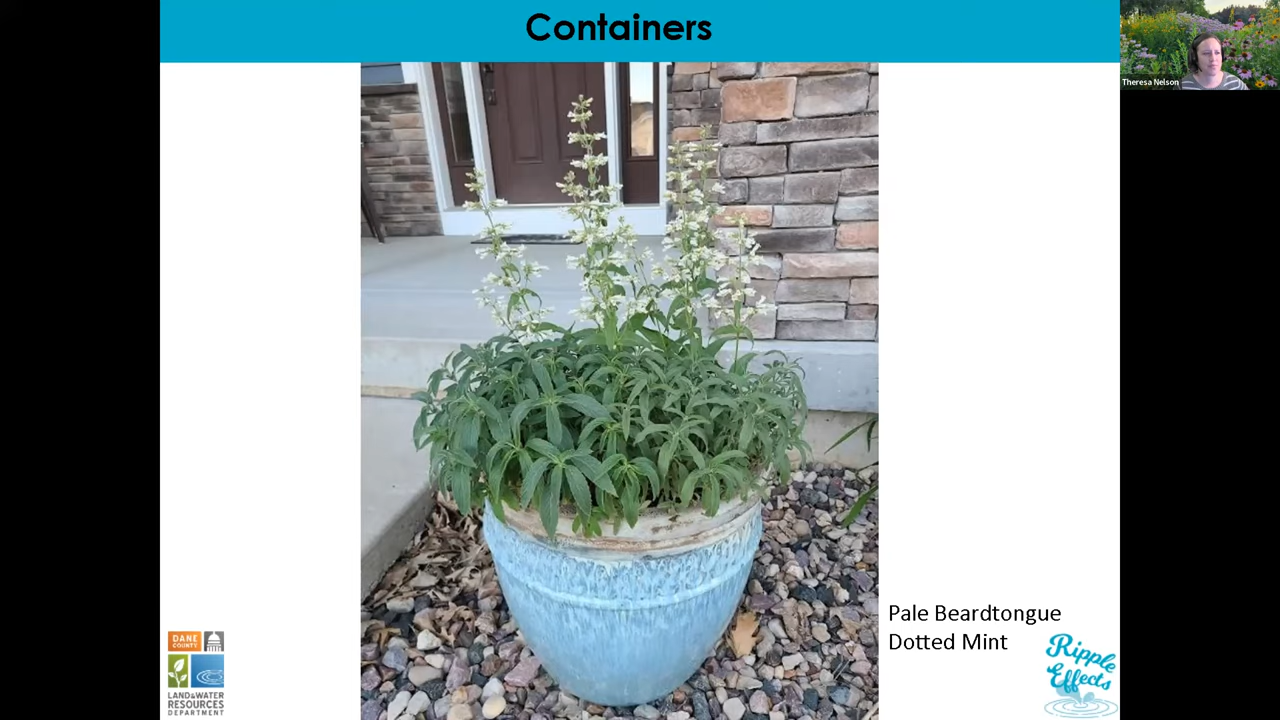 Containers
Theresa Nelson
Pale Beardtongue
Dotted Mint
DANE
COUNTY
LAND & WATER
RESOURCES
DEPARTMENT
Ripple
Effects